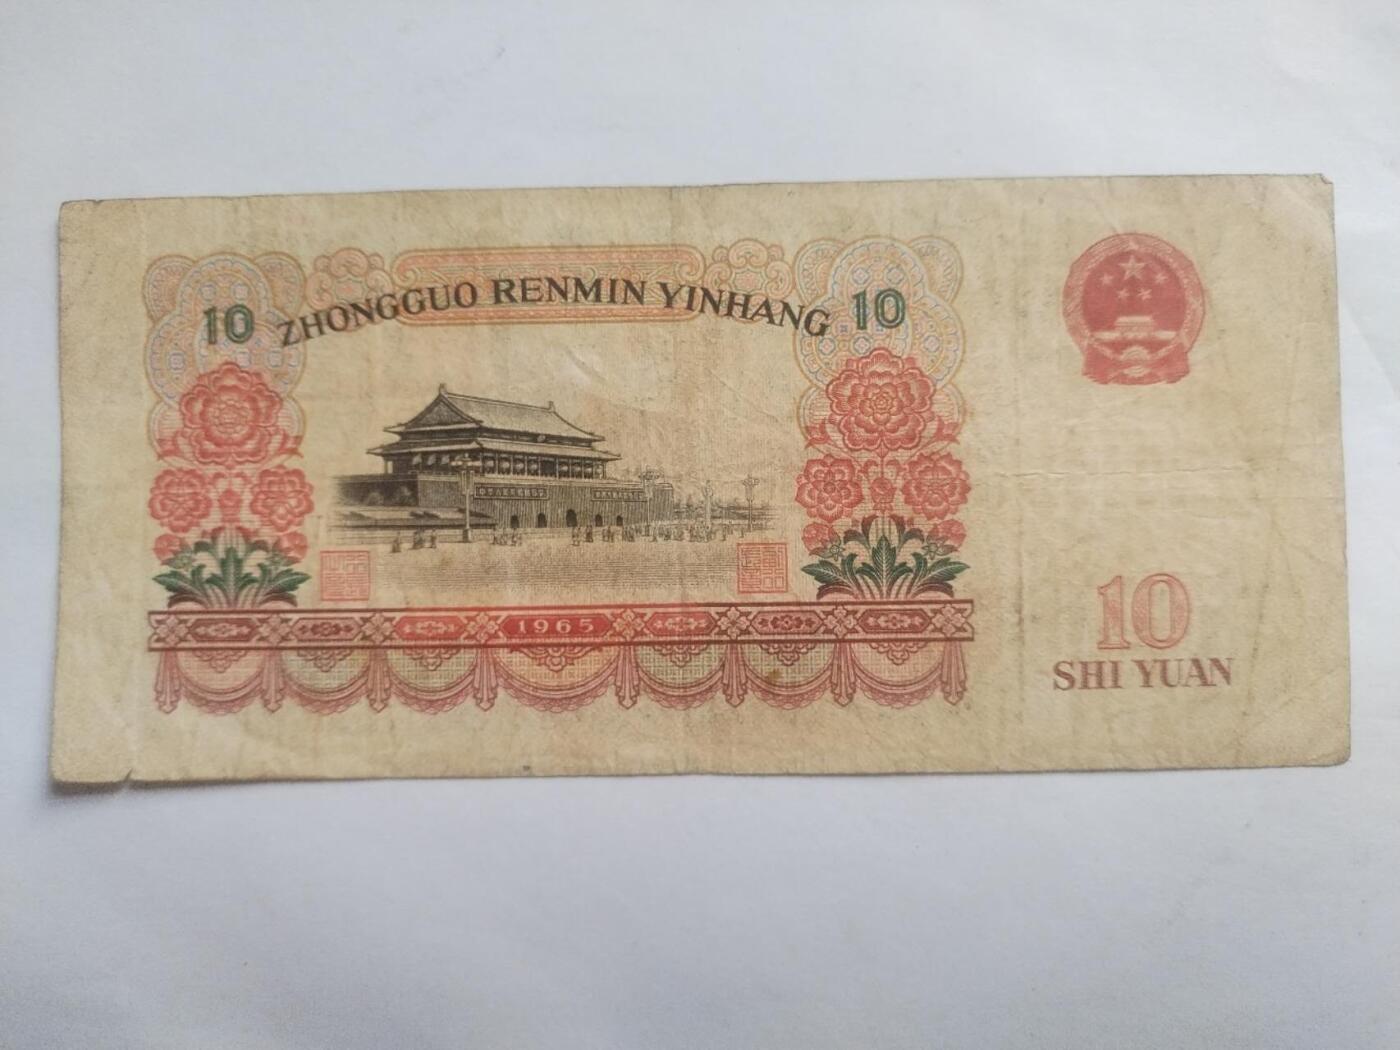 10 ZHONGGUO RENMIN YINHANG 10
1965
10
SHI YUAN